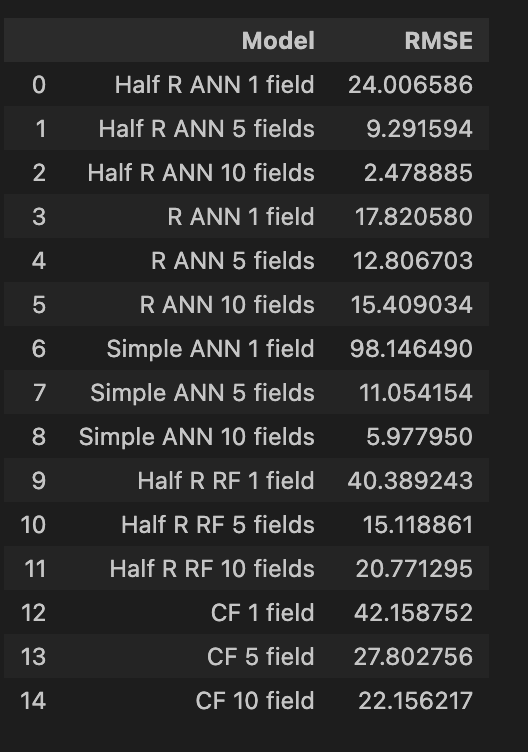 Model RMSE
0 Half R ANN 1 field 24.006586
1 Half R ANN 5 fields 9.291594
2 Half R ANN 10 fields 2.478885
3 R ANN 1 field 17.820580
4 R ANN 5 fields 12.806703
5 R ANN 10 fields 15.409034
6 Simple ANN 1 field 98.146490
7 Simple ANN 5 fields 11.054154
8 Simple ANN 10 fields 5.977950
9 Half R RF 1 field 40.389243
10 Half R RF 5 fields 15.118861
11 Half R RF 10 fields 20.771295
12 CF 1 field 42.158752
13 CF 5 field 27.802756
14 CF 10 field 22.156217